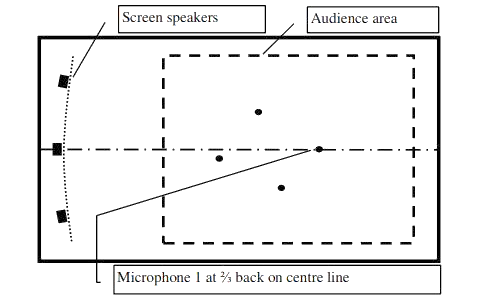 Screen speakers
Audience area
Microphone 1 at ⅔ back on centre line